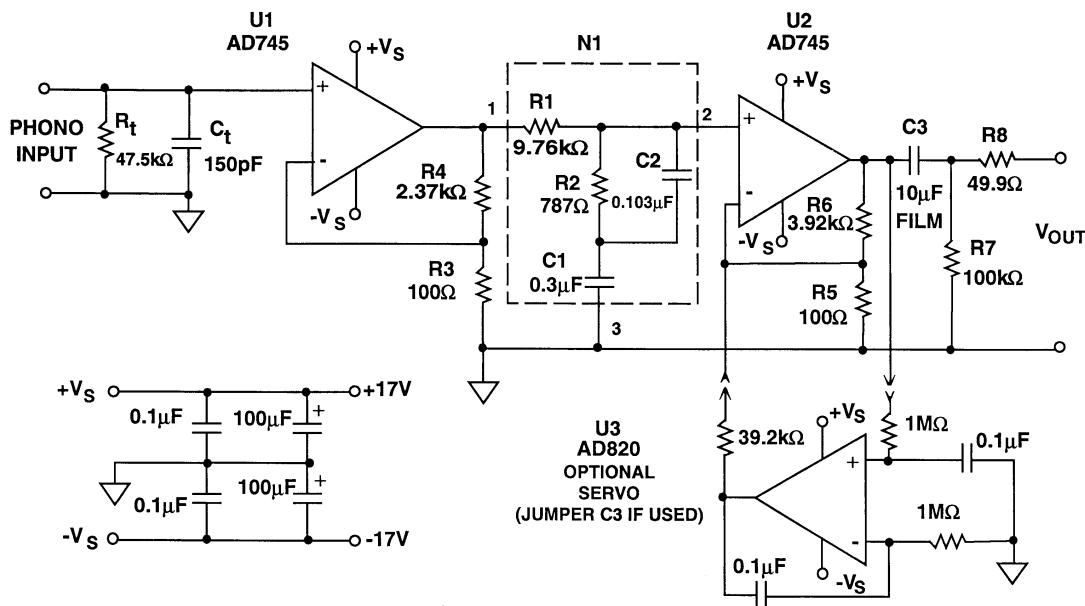 U1
AD745
+VS
-VS
PHONO
INPUT
Rt
47.5kΩ
Ct
150pF
+
-
R4
2.37kΩ
R3
100Ω
N1
1
R1
9.76kΩ
R2
787Ω
C2
0.103µF
C1
0.3µF
2
3
U2
AD745
+VS
-VS
+
-
R6
3.92kΩ
R5
100Ω
C3
10µF
FILM
R8
49.9Ω
R7
100kΩ
VOUT
+VS
+17V
0.1µF
100µF
+
0.1µF
100µF
+
-VS
-17V
39.2kΩ
U3
AD820
OPTIONAL
SERVO
(JUMPER C3 IF USED)
+VS
-VS
+
-
1MΩ
0.1µF
1MΩ
0.1µF